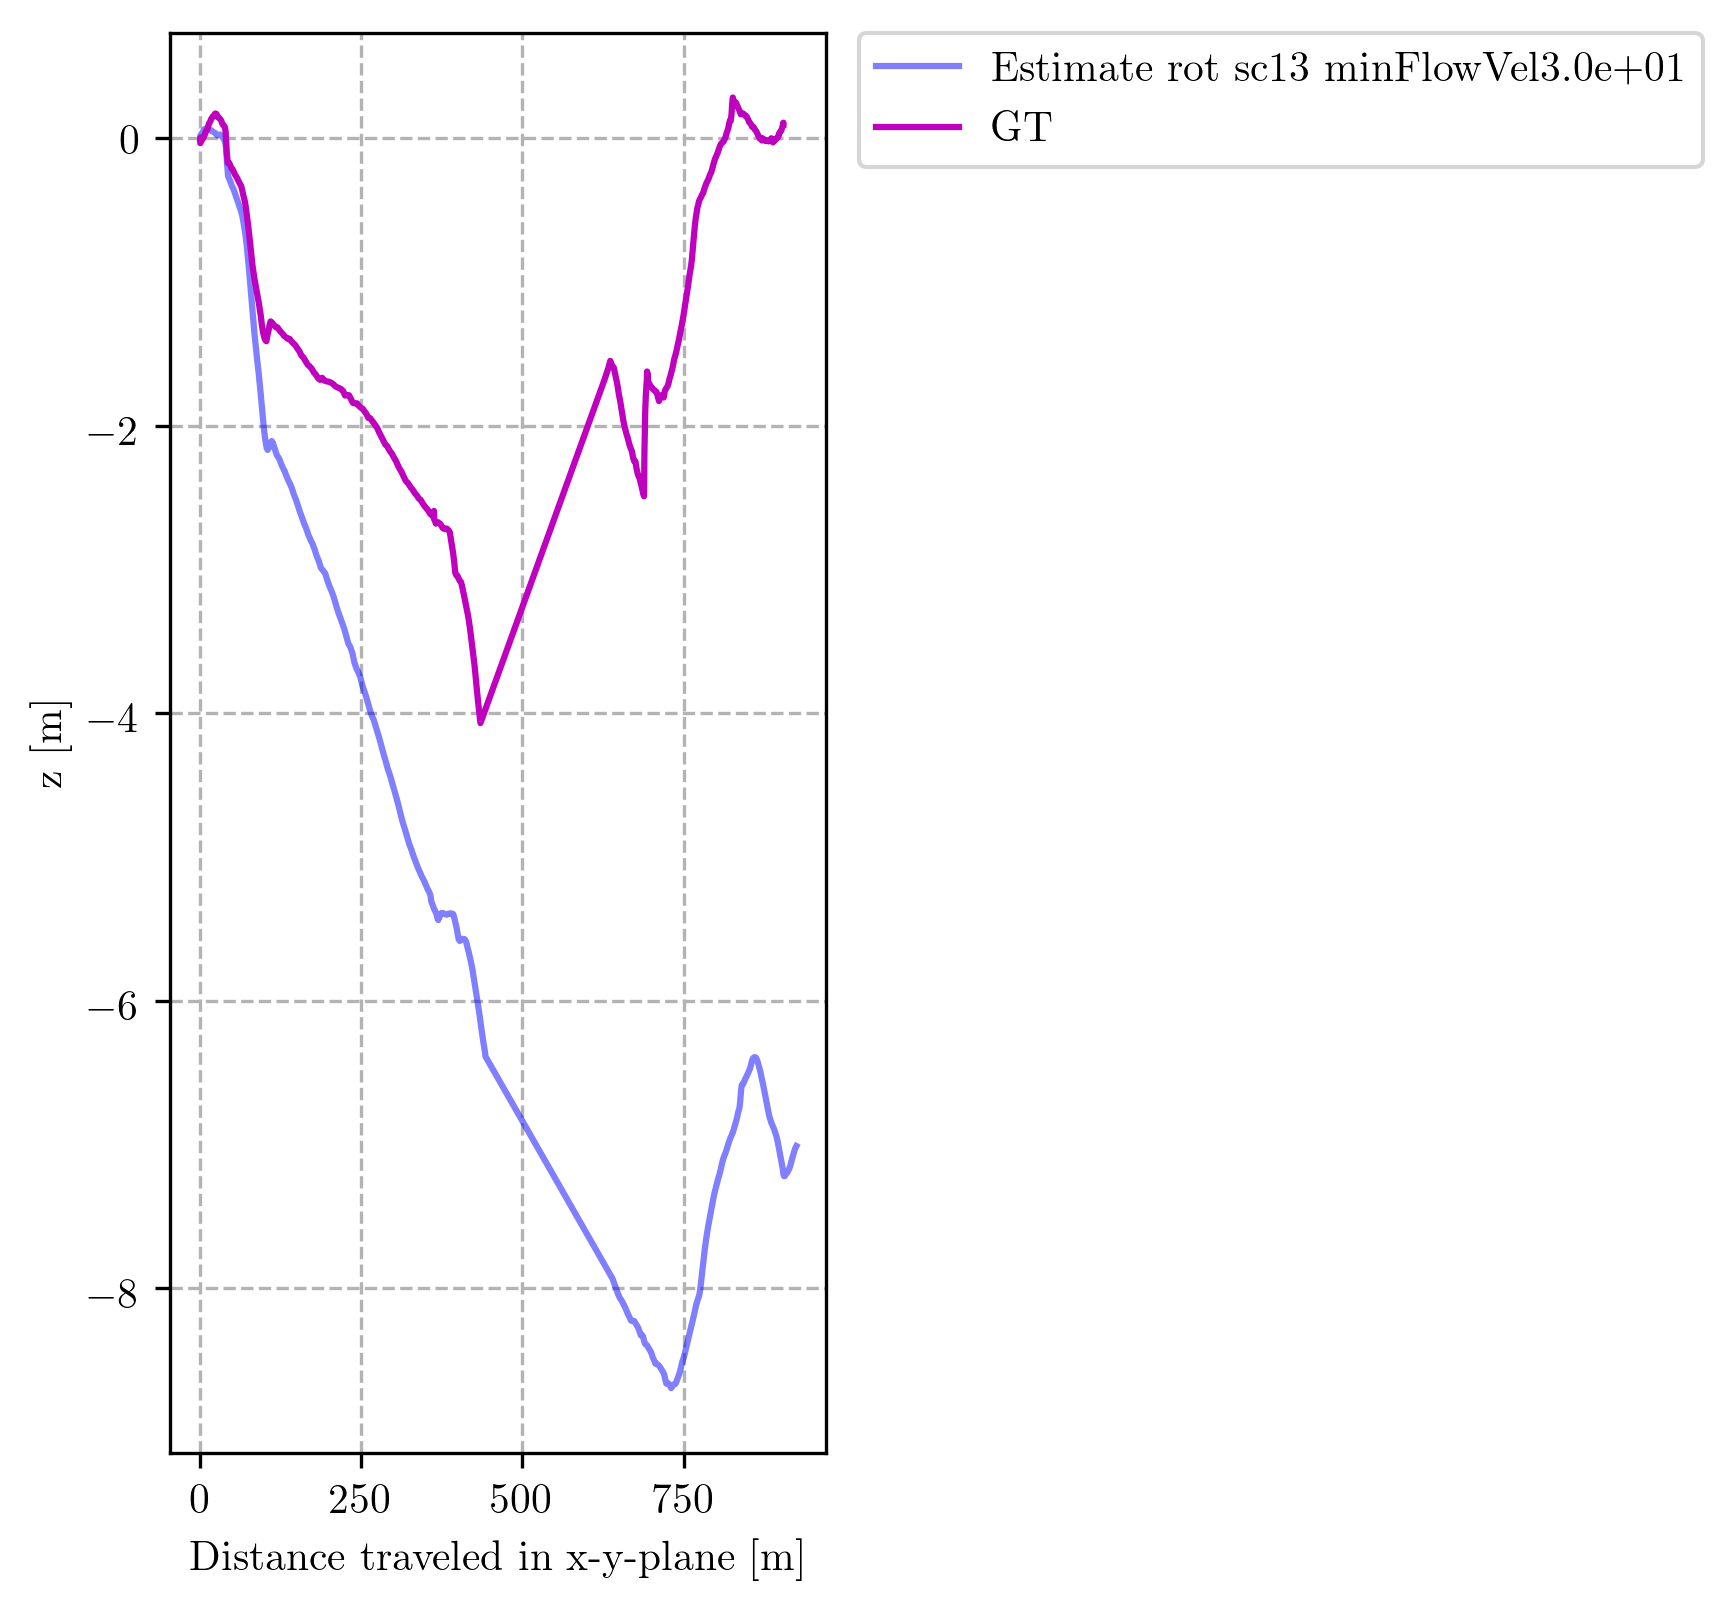 Estimate rot sc13 minFlowVel3.0e+01
GT
0
−2
−4
−6
−8
z [m]
0 250 500 750
Distance traveled in x-y-plane [m]